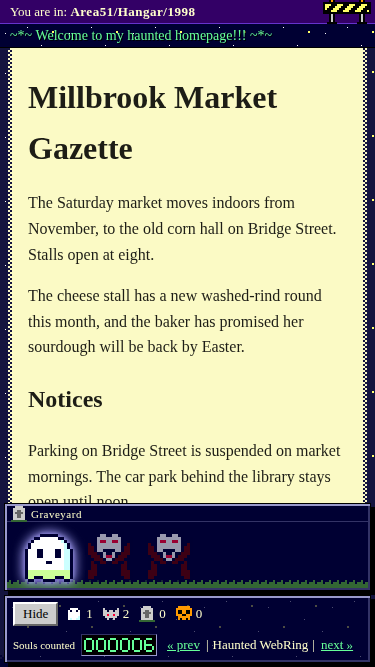 You are in: Area51/Hangar/1998
~*~ Welcome to my haunted homepage!!! ~*~
Millbrook Market
Gazette
The Saturday market moves indoors from
November, to the old corn hall on Bridge Street.
Stalls open at eight.
The cheese stall has a new washed-rind round
this month, and the baker has promised her
sourdough will be back by Easter.
Notices
Parking on Bridge Street is suspended on market
mornings. The car park behind the library stays
open until noon.
Graveyard
Hide 1 2 0 0
Souls counted 000006 « prev | Haunted WebRing | next »